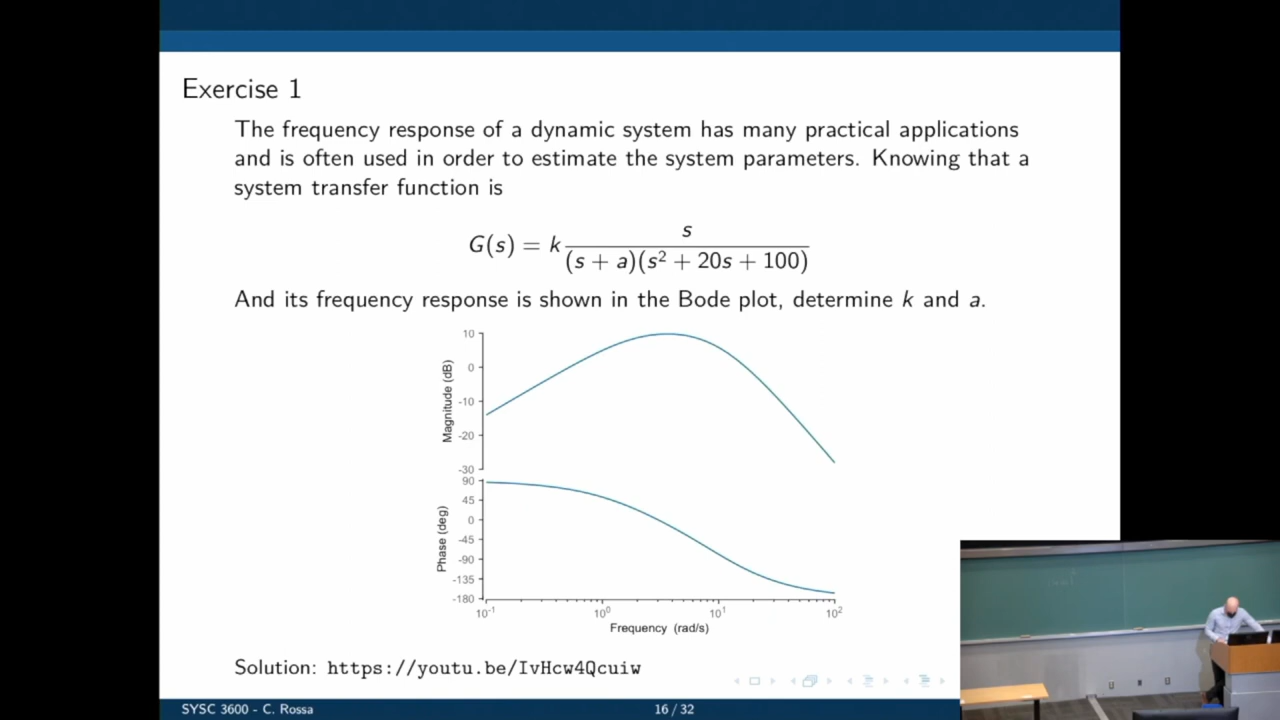 Exercise 1
The frequency response of a dynamic system has many practical applications
and is often used in order to estimate the system parameters. Knowing that a
system transfer function is
G(s) = k s / (s + a)(s² + 20s + 100)
And its frequency response is shown in the Bode plot, determine k and a.
Magnitude (dB)
10
0
-10
-20
-30
Phase (deg)
90
45
0
-45
-90
-135
-180
10⁻¹ 10⁰ 10¹ 10²
Frequency (rad/s)
Solution: https://youtu.be/IvHcw4Qcuiw
SYSC 3600 - C. Rossa 16 / 32